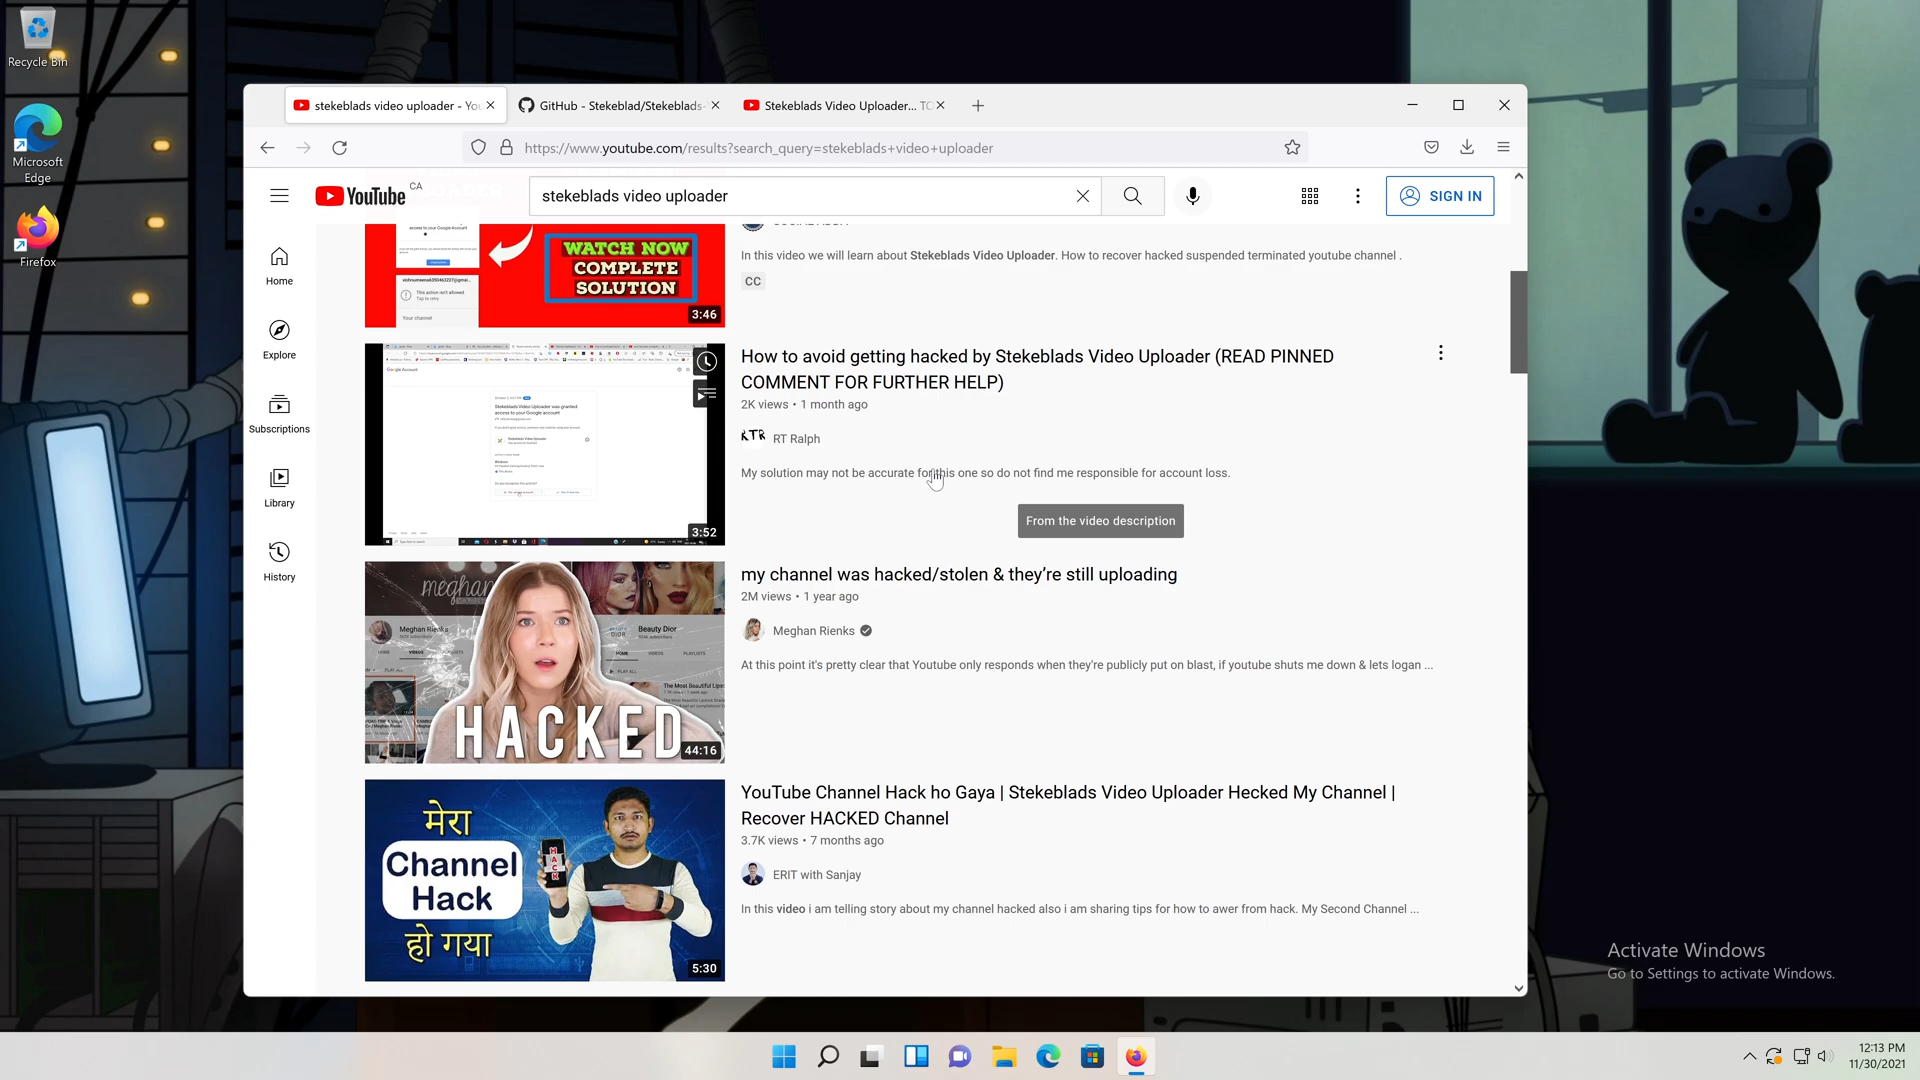 Recycle Bin
Microsoft
Edge
Firefox
stekeblads video uploader - You
GitHub - Stekeblad/Stekeblads-
Stekeblads Video Uploader... TO
https://www.youtube.com/results?search_query=stekeblads+video+uploader
YouTube
CA
stekeblads video uploader
SIGN IN
Home
Explore
Subscriptions
Library
History
WATCH NOW
COMPLETE
SOLUTION
3:46
In this video we will learn about Stekeblads Video Uploader. How to recover hacked suspended terminated youtube channel .
CC
How to avoid getting hacked by Stekeblads Video Uploader (READ PINNED
COMMENT FOR FURTHER HELP)
2K views • 1 month ago
RT Ralph
My solution may not be accurate for this one so do not find me responsible for account loss.
From the video description
3:52
my channel was hacked/stolen & they’re still uploading
2M views • 1 year ago
Meghan Rienks
At this point it's pretty clear that Youtube only responds when they're publicly put on blast, if youtube shuts me down & lets logan ...
Meghan Rienks
Beauty Dior
HACKED
44:16
YouTube Channel Hack ho Gaya | Stekeblads Video Uploader Hecked My Channel |
Recover HACKED Channel
3.7K views • 7 months ago
ERIT with Sanjay
In this video i am telling story about my channel hacked also i am sharing tips for how to awer from hack. My Second Channel ...
मेरा
Channel
Hack
हो गया
HACK
5:30
Activate Windows
Go to Settings to activate Windows.
12:13 PM
11/30/2021